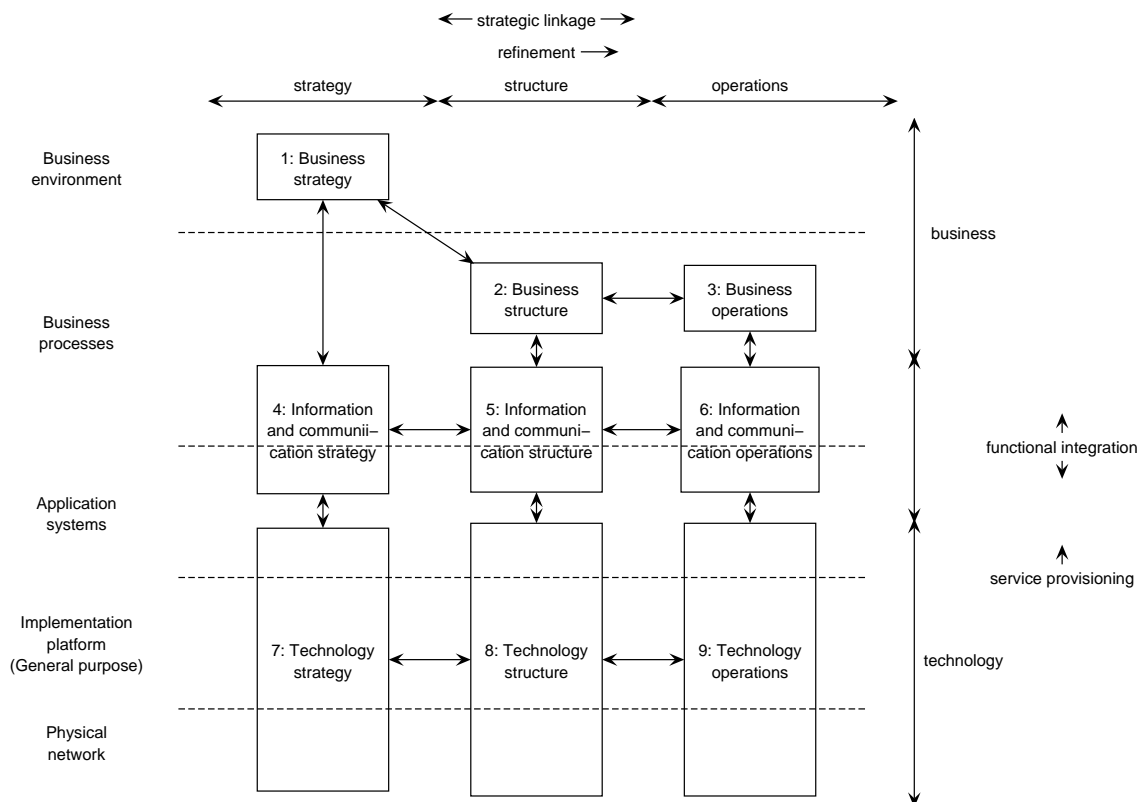 strategic linkage
refinement
strategy structure operations
Business
environment
1: Business
strategy
business
2: Business
structure
3: Business
operations
Business
processes
4: Information
and communii–
cation strategy
5: Information
and communi–
cation structure
6: Information
and communi–
cation operations
functional integration
Application
systems
service provisioning
Implementation
platform
(General purpose)
7: Technology
strategy
8: Technology
structure
9: Technology
operations
technology
Physical
network